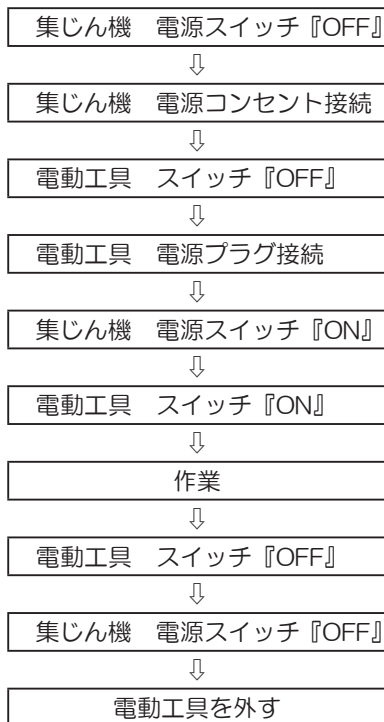 集じん機　電源スイッチ『OFF』
⇩
集じん機　電源コンセント接続
⇩
電動工具　スイッチ『OFF』
⇩
電動工具　電源プラグ接続
⇩
集じん機　電源スイッチ『ON』
⇩
電動工具　スイッチ『ON』
⇩
作業
⇩
電動工具　スイッチ『OFF』
⇩
集じん機　電源スイッチ『OFF』
⇩
電動工具を外す